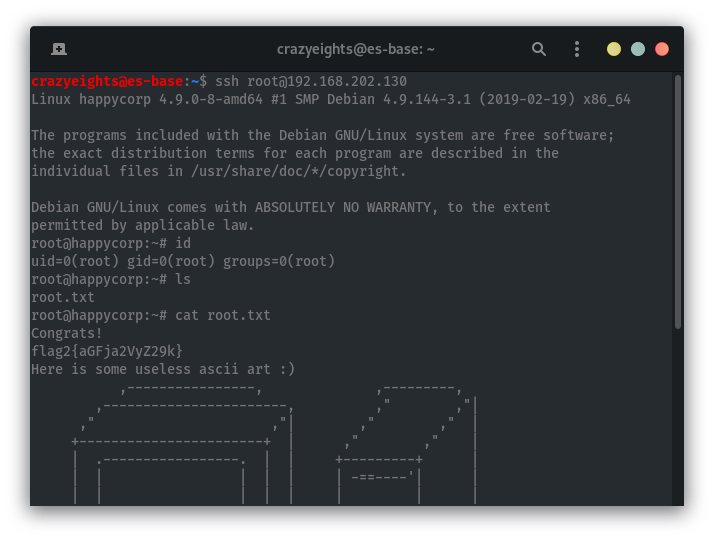 crazyeights@es-base: ~
crazyeights@es-base:~$ ssh root@192.168.202.130
Linux happycorp 4.9.0-8-amd64 #1 SMP Debian 4.9.144-3.1 (2019-02-19) x86_64
The programs included with the Debian GNU/Linux system are free software;
the exact distribution terms for each program are described in the
individual files in /usr/share/doc/*/copyright.
Debian GNU/Linux comes with ABSOLUTELY NO WARRANTY, to the extent
permitted by applicable law.
root@happycorp:~# id
uid=0(root) gid=0(root) groups=0(root)
root@happycorp:~# ls
root.txt
root@happycorp:~# cat root.txt
Congrats!
flag2{aGFja2VyZ29k}
Here is some useless ascii art :)